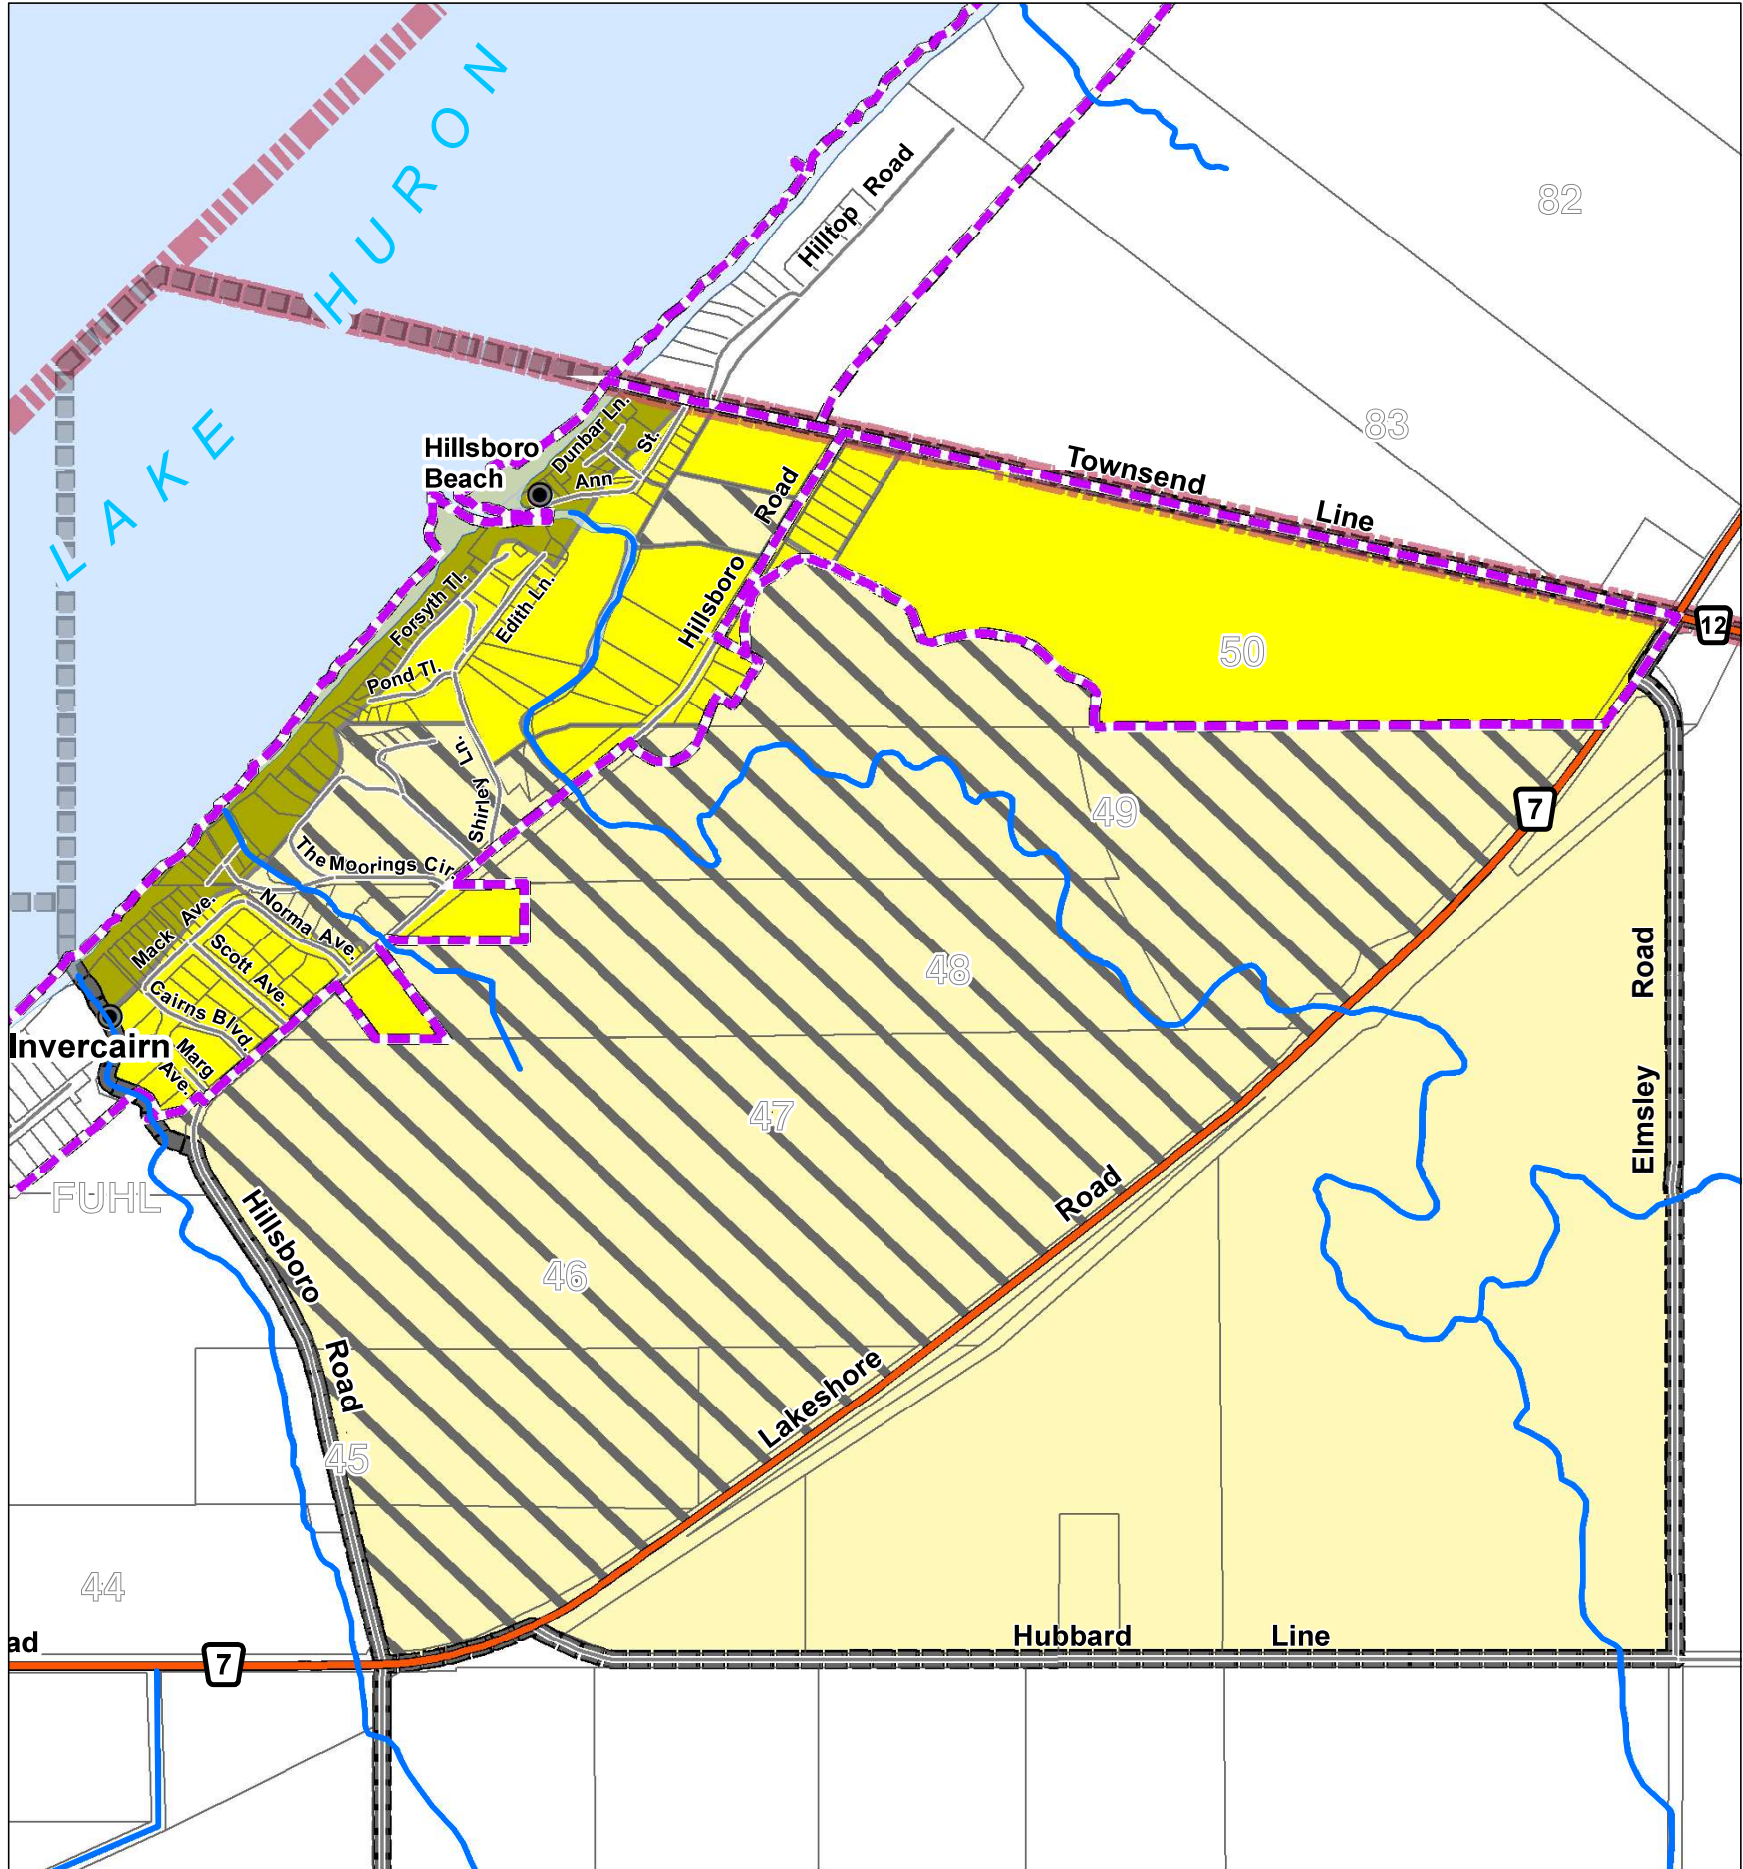 LAKE HURON
Hilltop Road
82
83
Townsend Line
12
Hillsboro
Beach
Dunbar Ln.
Ann St.
Hillsboro Road
Forsyth Tl.
Edith Ln.
Pond Tl.
50
Shirley Ln.
49
7
The Moorings Cir.
Mack Ave.
Norma Ave.
Scott Ave.
Cairns Blvd.
48
Elmsley Road
Invercairn
Marg
Ave.
47
FUHL
Hillsboro Road
46
Lakeshore Road
45
44
ad
7
Hubbard Line